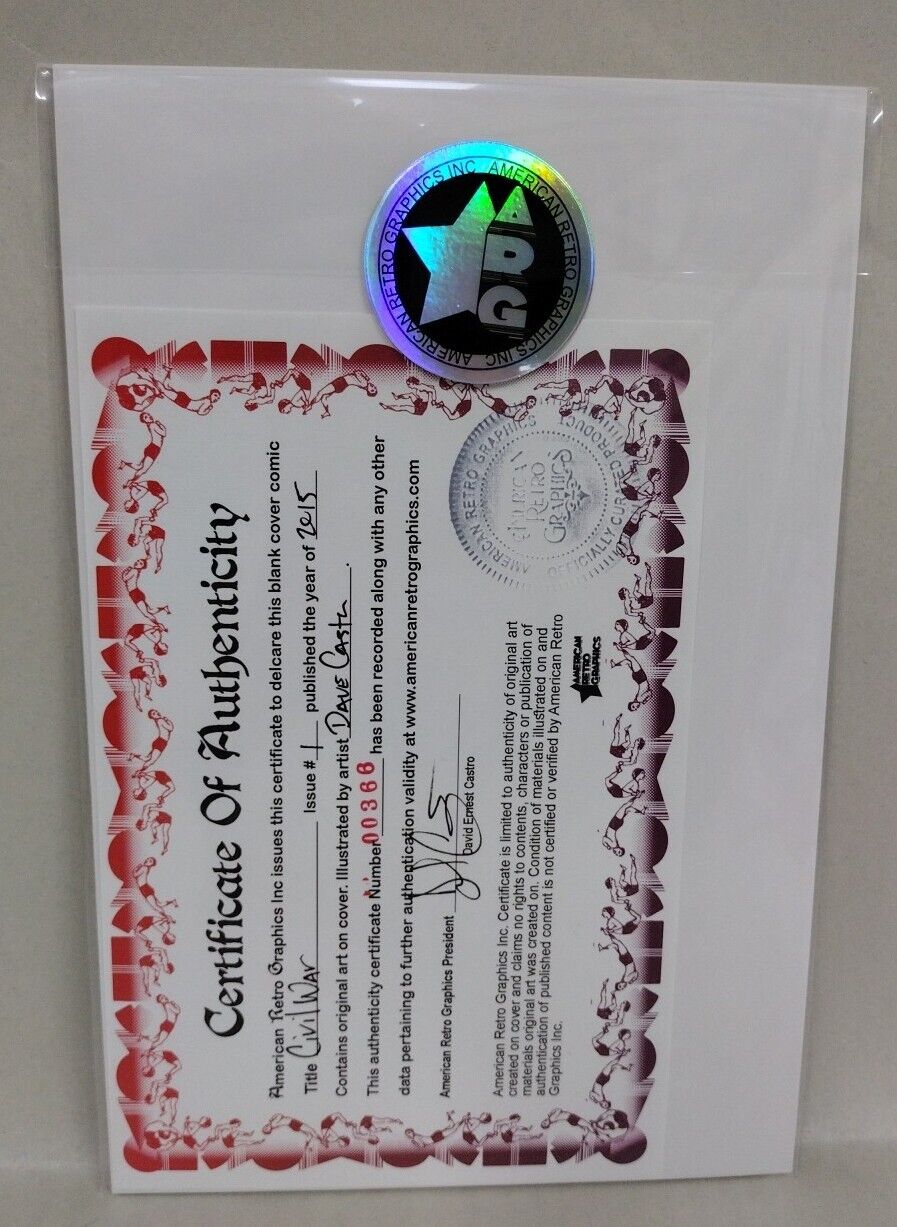 AMERICAN RETRO GRAPHICS INC AMERICAN RETRO GRAPHICS INC AMERICAN RETRO GRAPHICS INC
ARG
Certificate Of Authenticity
American Retro Graphics Inc issues this certificate to delcare this blank cover comic
Title Civil War Issue # 1 published the year of 2015
Contains original art on cover. Illustrated by artist Dave Castr.
This authenticity certificate Number 00366 has been recorded along with any other
data pertaining to further authentication validity at www.americanretrographics.com
American Retro Graphics President
David Ernest Castro
American Retro Graphics Inc. Certificate is limited to authenticity of original art
created on cover and claims no rights to contents, characters or publication of
materials original art was created on. Condition of materials illustrated on and
authentication of published content is not certified or verified by American Retro
Graphics Inc.
AMERICAN
RETRO
GRAPHICS
AMERICAN RETRO GRAPHICS
AMERICAN
RETRO
GRAPHICS
OFFICIALLY CURATED PRODUCT